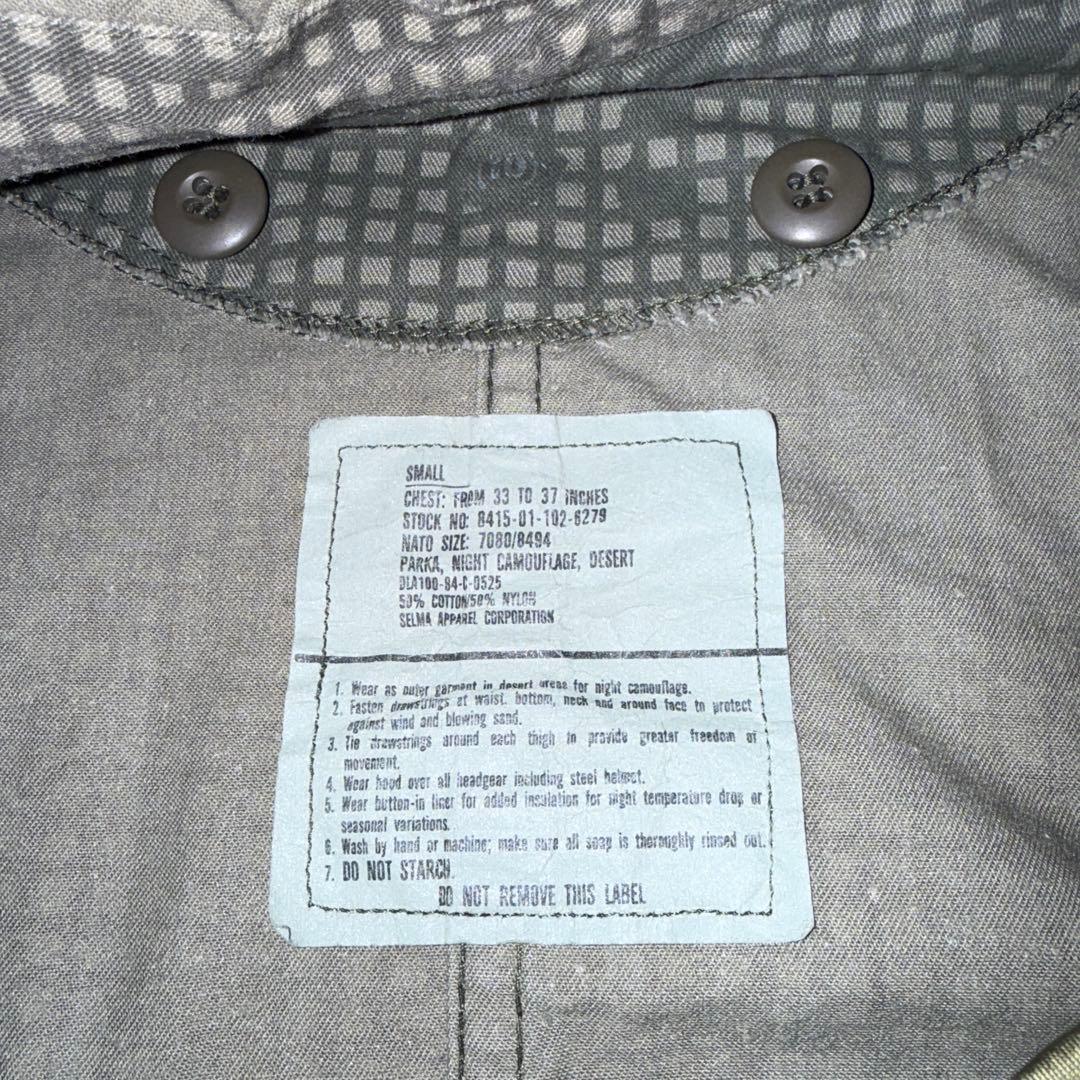 SMALL
CHEST: FROM 33 TO 37 INCHES
STOCK NO: 8415-01-102-6279
NATO SIZE: 7080/8494
PARKA, NIGHT CAMOUFLAGE, DESERT
DLA100-84-C-0525
50% COTTON/50% NYLON
SELMA APPAREL CORPORATION
1. Wear as outer garment in desert areas for night camouflage.
2. Fasten drawstrings at waist, bottom, neck and around face to protect
against wind and blowing sand.
3. Tie drawstrings around each thigh to provide greater freedom of
movement.
4. Wear hood over all headgear including steel helmet.
5. Wear button-in liner for added insulation for night temperature drop or
seasonal variations.
6. Wash by hand or machine; make sure all soap is thoroughly rinsed out.
7. DO NOT STARCH.
DO NOT REMOVE THIS LABEL